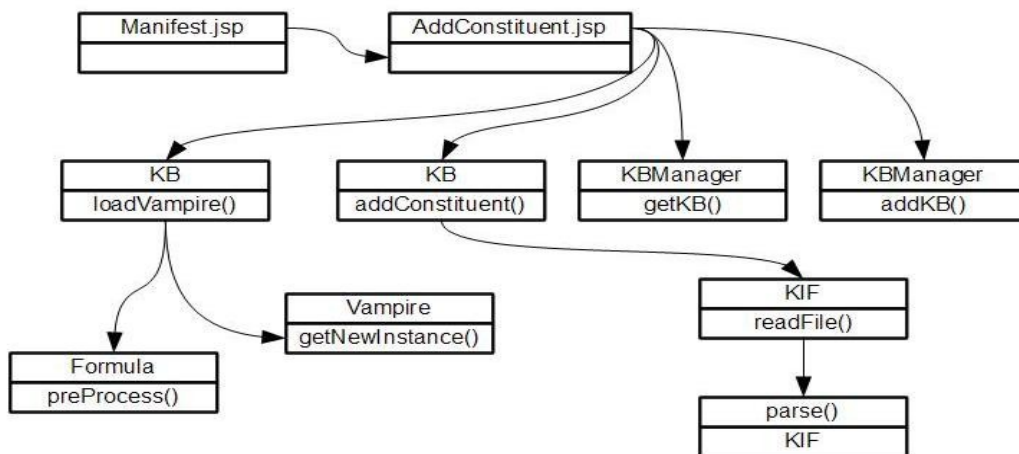 Manifest.jsp
AddConstituent.jsp
KB
loadVampire()
KB
addConstituent()
KBManager
getKB()
KBManager
addKB()
Vampire
getNewInstance()
KIF
readFile()
Formula
preProcess()
parse()
KIF